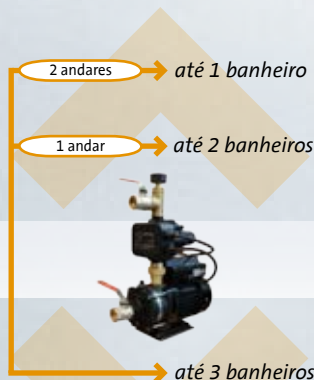 2 andares até 1 banheiro
1 andar até 2 banheiros
até 3 banheiros